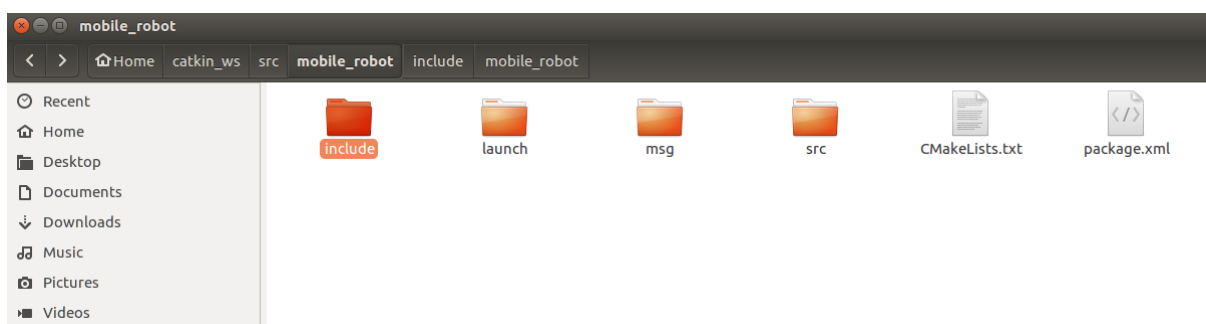 mobile_robot
Home catkin_ws src mobile_robot include mobile_robot
Recent
Home
Desktop
Documents
Downloads
Music
Pictures
Videos
include launch msg src CMakeLists.txt package.xml